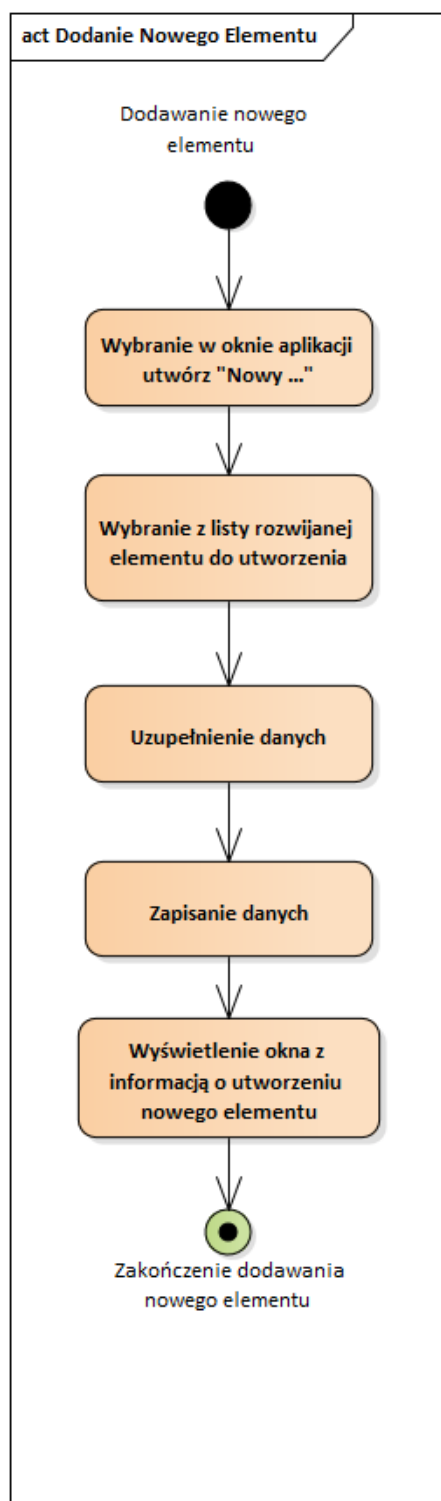 act Dodanie Nowego Elementu
Dodawanie nowego
elementu
Wybranie w oknie aplikacji
utwórz "Nowy ..."
Wybranie z listy rozwijanej
elementu do utworzenia
Uzupełnienie danych
Zapisanie danych
Wyświetlenie okna z
informacją o utworzeniu
nowego elementu
Zakończenie dodawania
nowego elementu